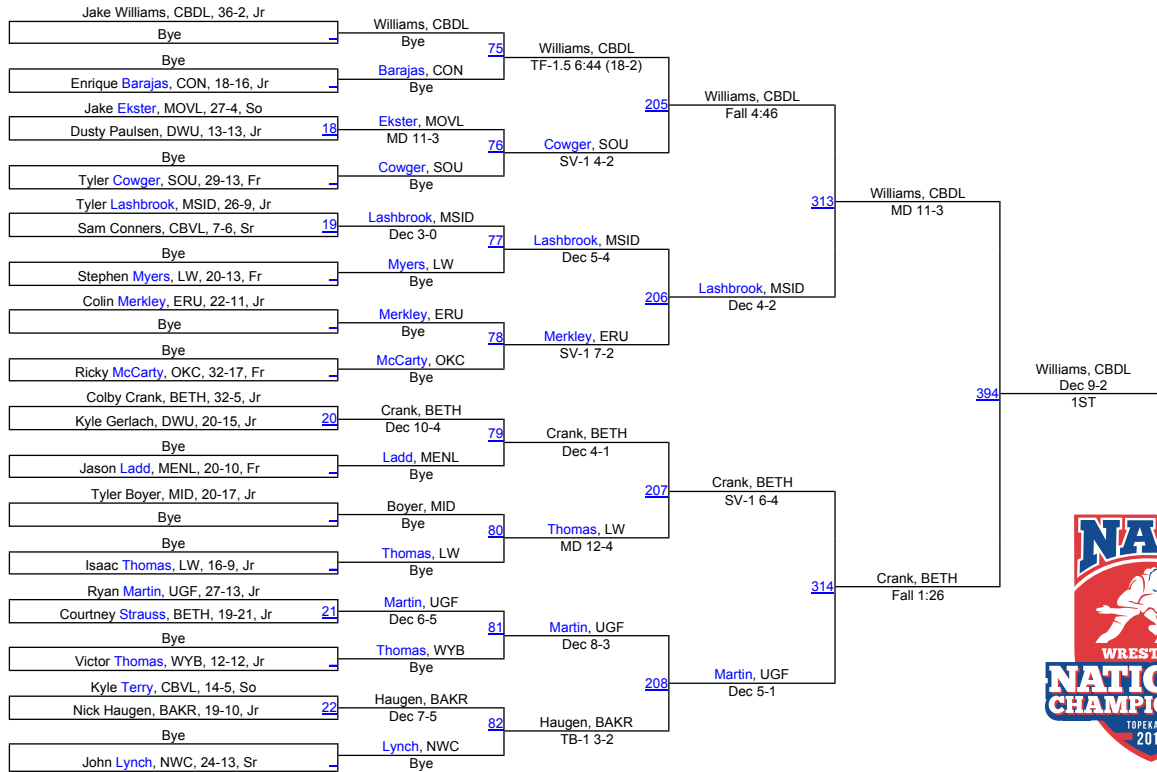 Jake Williams, CBDL, 36-2, Jr
Bye
Bye
Enrique Barajas, CON, 18-16, Jr
Jake Ekster, MOVL, 27-4, So
Dusty Paulsen, DWU, 13-13, Jr
18
Bye
Tyler Cowger, SOU, 29-13, Fr
Tyler Lashbrook, MSID, 26-9, Jr
Sam Conners, CBVL, 7-6, Sr
19
Bye
Stephen Myers, LW, 20-13, Fr
Colin Merkley, ERU, 22-11, Jr
Bye
Bye
Ricky McCarty, OKC, 32-17, Fr
Colby Crank, BETH, 32-5, Jr
Kyle Gerlach, DWU, 20-15, Jr
20
Bye
Jason Ladd, MENL, 20-10, Fr
Tyler Boyer, MID, 20-17, Jr
Bye
Bye
Isaac Thomas, LW, 16-9, Jr
Ryan Martin, UGF, 27-13, Jr
Courtney Strauss, BETH, 19-21, Jr
21
Bye
Victor Thomas, WYB, 12-12, Jr
Kyle Terry, CBVL, 14-5, So
Nick Haugen, BAKR, 19-10, Jr
22
Bye
John Lynch, NWC, 24-13, Sr
Williams, CBDL
Bye
75
Barajas, CON
Bye
Ekster, MOVL
MD 11-3
76
Cowger, SOU
Bye
Lashbrook, MSID
Dec 3-0
77
Myers, LW
Bye
Merkley, ERU
Bye
78
McCarty, OKC
Bye
Crank, BETH
Dec 10-4
79
Ladd, MENL
Bye
Boyer, MID
Bye
80
Thomas, LW
Bye
Martin, UGF
Dec 6-5
81
Thomas, WYB
Bye
Haugen, BAKR
Dec 7-5
82
Lynch, NWC
Bye
Williams, CBDL
TF-1.5 6:44 (18-2)
205
Cowger, SOU
SV-1 4-2
Lashbrook, MSID
Dec 5-4
206
Merkley, ERU
SV-1 7-2
Crank, BETH
Dec 4-1
207
Thomas, LW
MD 12-4
Martin, UGF
Dec 8-3
208
Haugen, BAKR
TB-1 3-2
Williams, CBDL
Fall 4:46
313
Lashbrook, MSID
Dec 4-2
Crank, BETH
SV-1 6-4
314
Martin, UGF
Dec 5-1
Williams, CBDL
MD 11-3
394
Crank, BETH
Fall 1:26
Williams, CBDL
Dec 9-2
1ST
NA
WREST
NATIO
CHAMPIO
TOPEKA
201